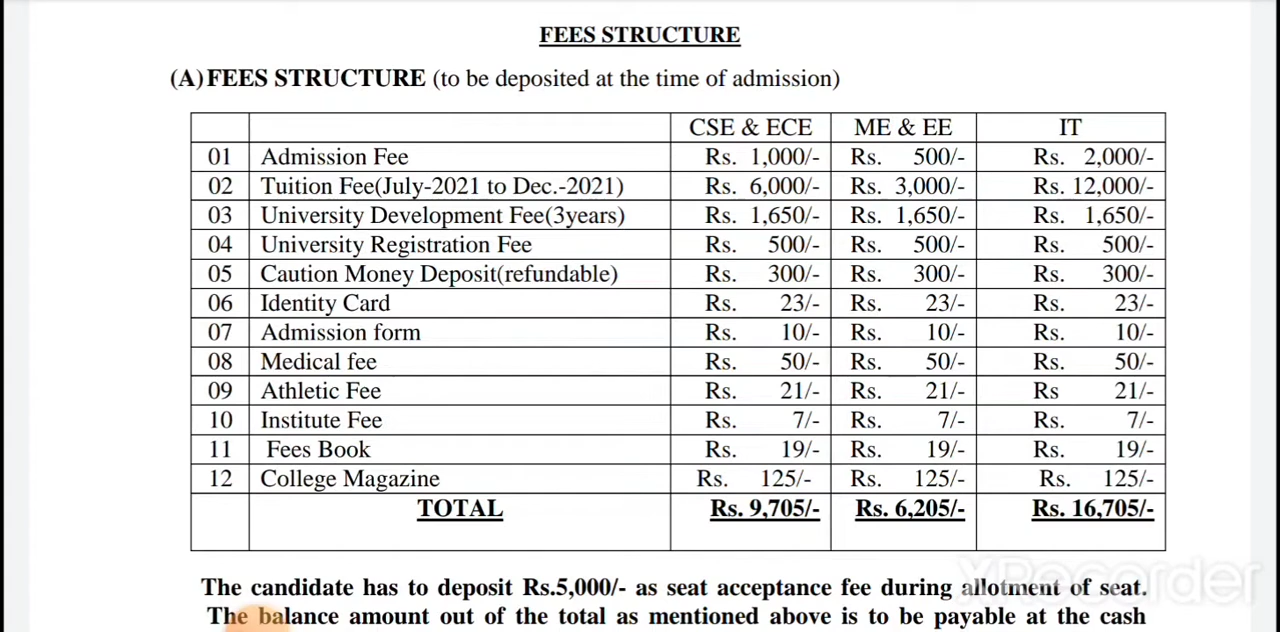 FEES STRUCTURE
(A) FEES STRUCTURE (to be deposited at the time of admission)
CSE & ECE ME & EE IT
01 Admission Fee Rs. 1,000/- Rs. 500/- Rs. 2,000/-
02 Tuition Fee(July-2021 to Dec.-2021) Rs. 6,000/- Rs. 3,000/- Rs. 12,000/-
03 University Development Fee(3years) Rs. 1,650/- Rs. 1,650/- Rs. 1,650/-
04 University Registration Fee Rs. 500/- Rs. 500/- Rs. 500/-
05 Caution Money Deposit(refundable) Rs. 300/- Rs. 300/- Rs. 300/-
06 Identity Card Rs. 23/- Rs. 23/- Rs. 23/-
07 Admission form Rs. 10/- Rs. 10/- Rs. 10/-
08 Medical fee Rs. 50/- Rs. 50/- Rs. 50/-
09 Athletic Fee Rs. 21/- Rs. 21/- Rs 21/-
10 Institute Fee Rs. 7/- Rs. 7/- Rs. 7/-
11 Fees Book Rs. 19/- Rs. 19/- Rs. 19/-
12 College Magazine Rs. 125/- Rs. 125/- Rs. 125/-
TOTAL Rs. 9,705/- Rs. 6,205/- Rs. 16,705/-
XRecorder
The candidate has to deposit Rs.5,000/- as seat acceptance fee during allotment of seat.
The balance amount out of the total as mentioned above is to be payable at the cash